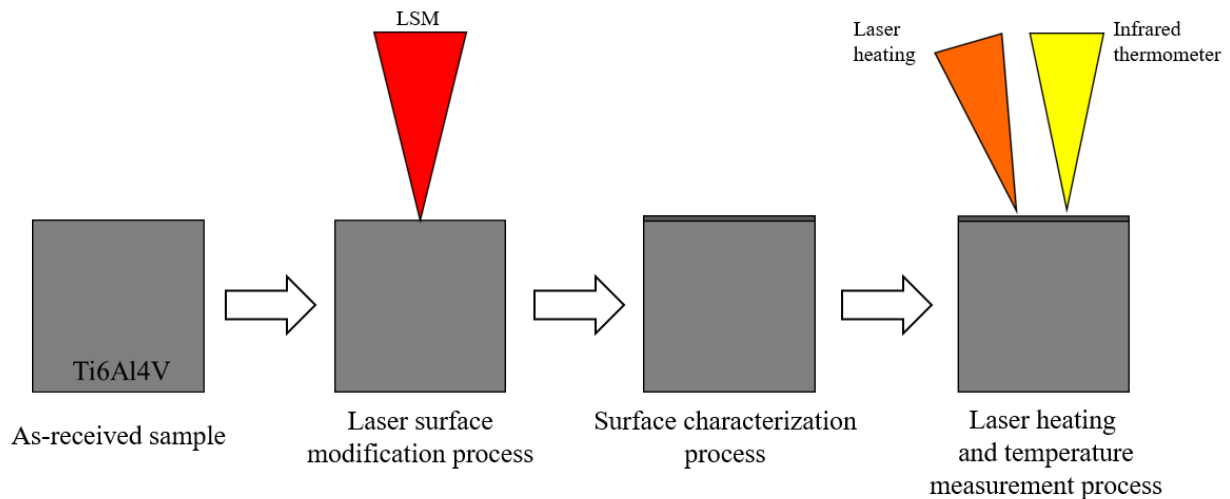 LSM
Laser
heating
Infrared
thermometer
Ti6Al4V
As-received sample
Laser surface
modification process
Surface characterization
process
Laser heating
and temperature
measurement process